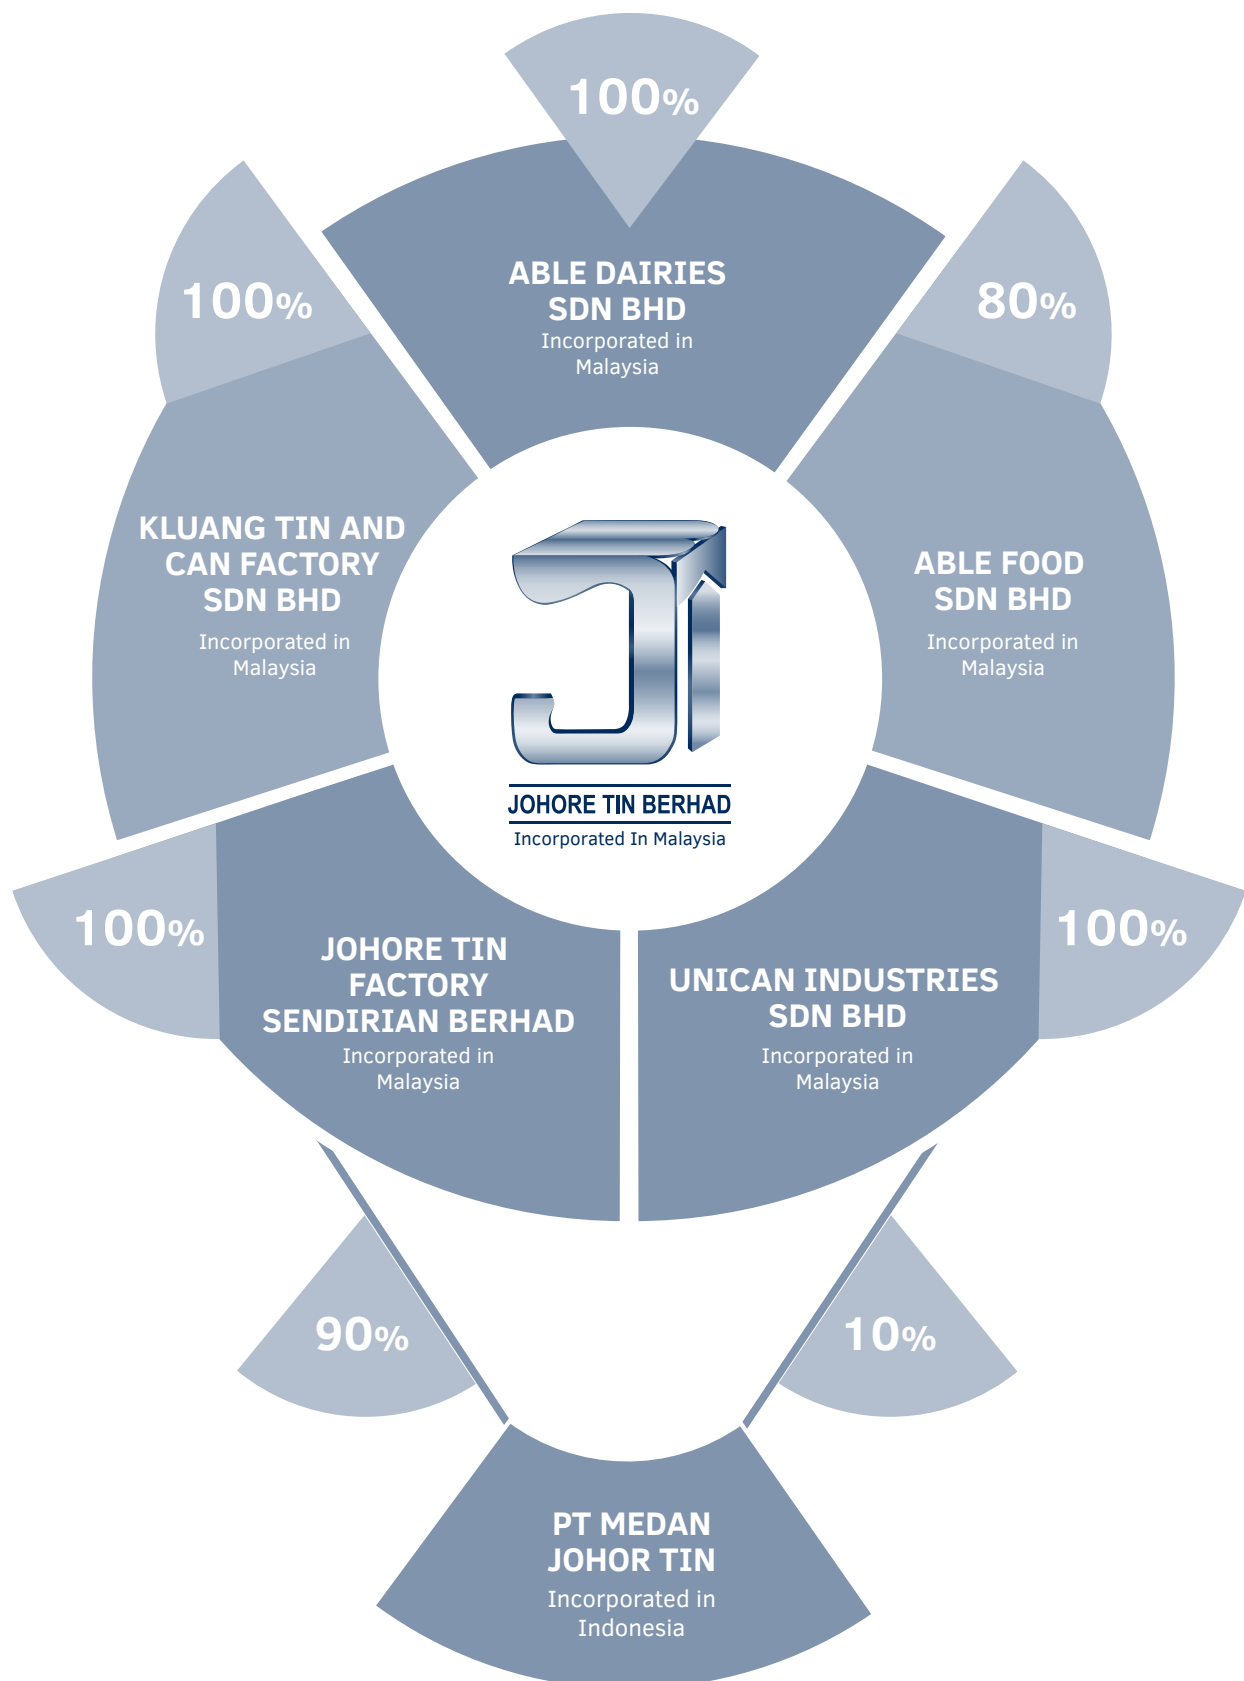 100%
ABLE DAIRIES
SDN BHD
Incorporated in
Malaysia
100%
KLUANG TIN AND
CAN FACTORY
SDN BHD
Incorporated in
Malaysia
80%
ABLE FOOD
SDN BHD
Incorporated in
Malaysia
JOHORE TIN BERHAD
Incorporated In Malaysia
100%
JOHORE TIN
FACTORY
SENDIRIAN BERHAD
Incorporated in
Malaysia
100%
UNICAN INDUSTRIES
SDN BHD
Incorporated in
Malaysia
90%
10%
PT MEDAN
JOHOR TIN
Incorporated in
Indonesia